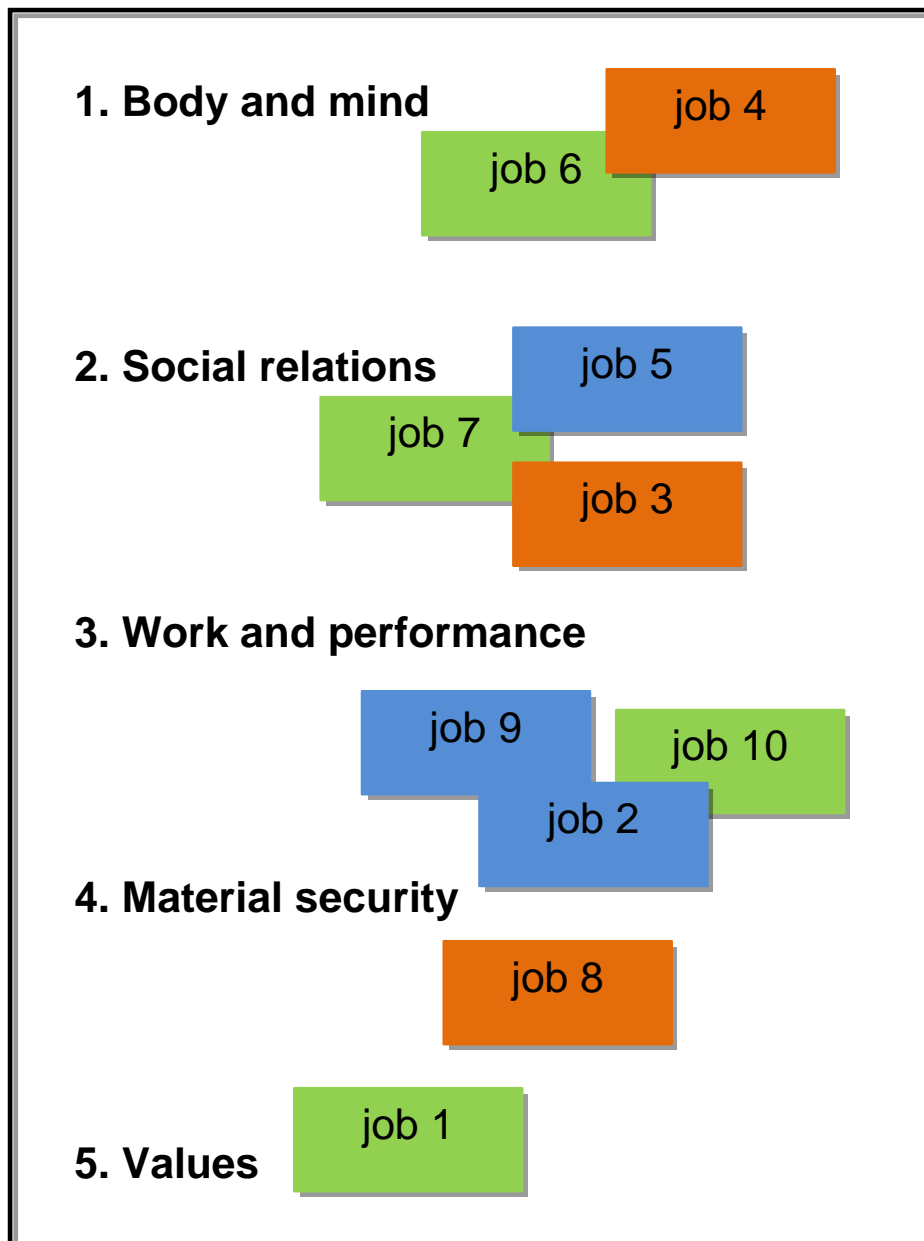 1. Body and mind
job 4
job 6
2. Social relations
job 5
job 7
job 3
3. Work and performance
job 9
job 10
job 2
4. Material security
job 8
job 1
5. Values